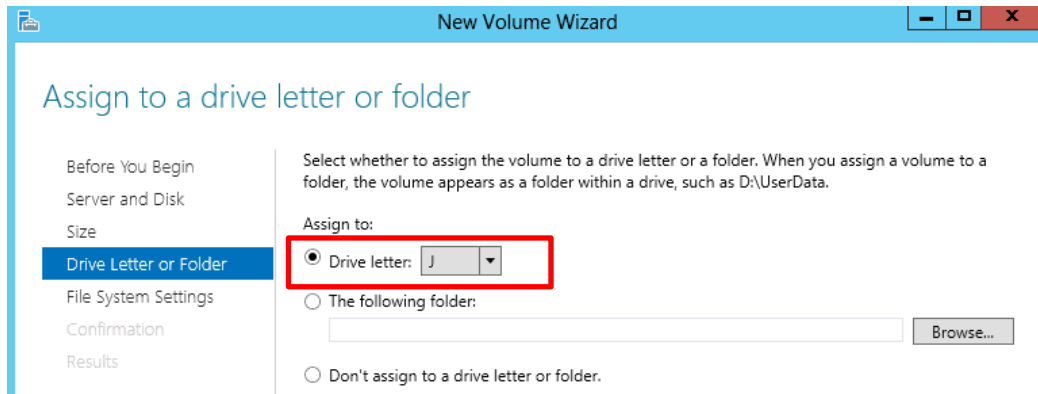 New Volume Wizard
Assign to a drive letter or folder
Before You Begin
Server and Disk
Size
Drive Letter or Folder
File System Settings
Confirmation
Results
Select whether to assign the volume to a drive letter or a folder. When you assign a volume to a
folder, the volume appears as a folder within a drive, such as D:\UserData.
Assign to:
Drive letter: J
The following folder:
Browse...
Don't assign to a drive letter or folder.